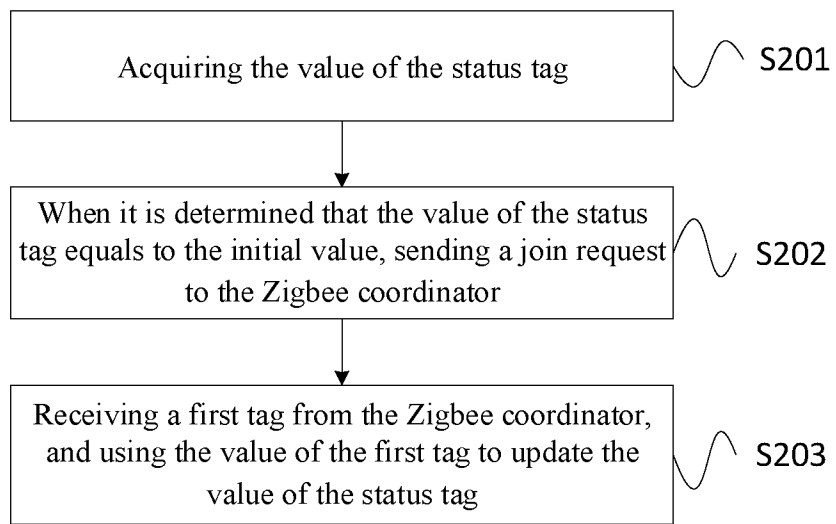 Acquiring the value of the status tag
S201
When it is determined that the value of the status
tag equals to the initial value, sending a join request
to the Zigbee coordinator
S202
Receiving a first tag from the Zigbee coordinator,
and using the value of the first tag to update the
value of the status tag
S203